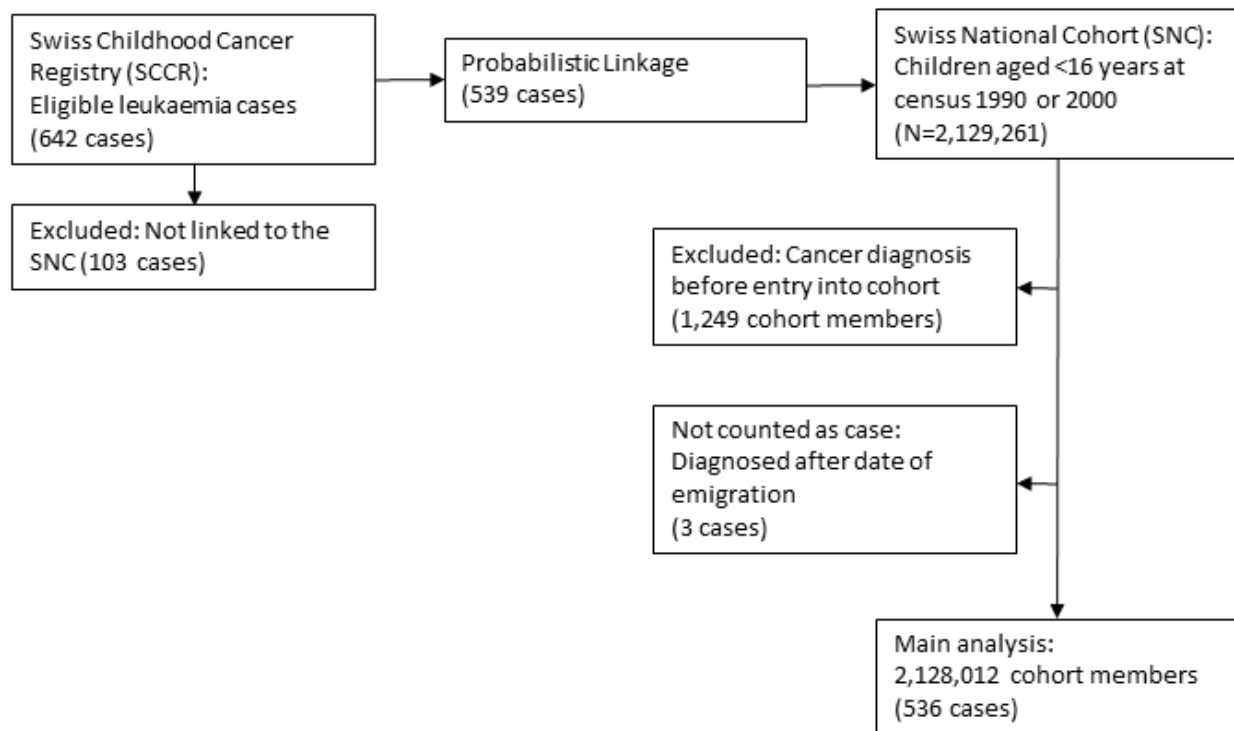 Swiss Childhood Cancer
Registry (SCCR):
Eligible leukaemia cases
(642 cases)
Probabilistic Linkage
(539 cases)
Swiss National Cohort (SNC):
Children aged <16 years at
census 1990 or 2000
(N=2,129,261)
Excluded: Not linked to the
SNC (103 cases)
Excluded: Cancer diagnosis
before entry into cohort
(1,249 cohort members)
Not counted as case:
Diagnosed after date of
emigration
(3 cases)
Main analysis:
2,128,012 cohort members
(536 cases)